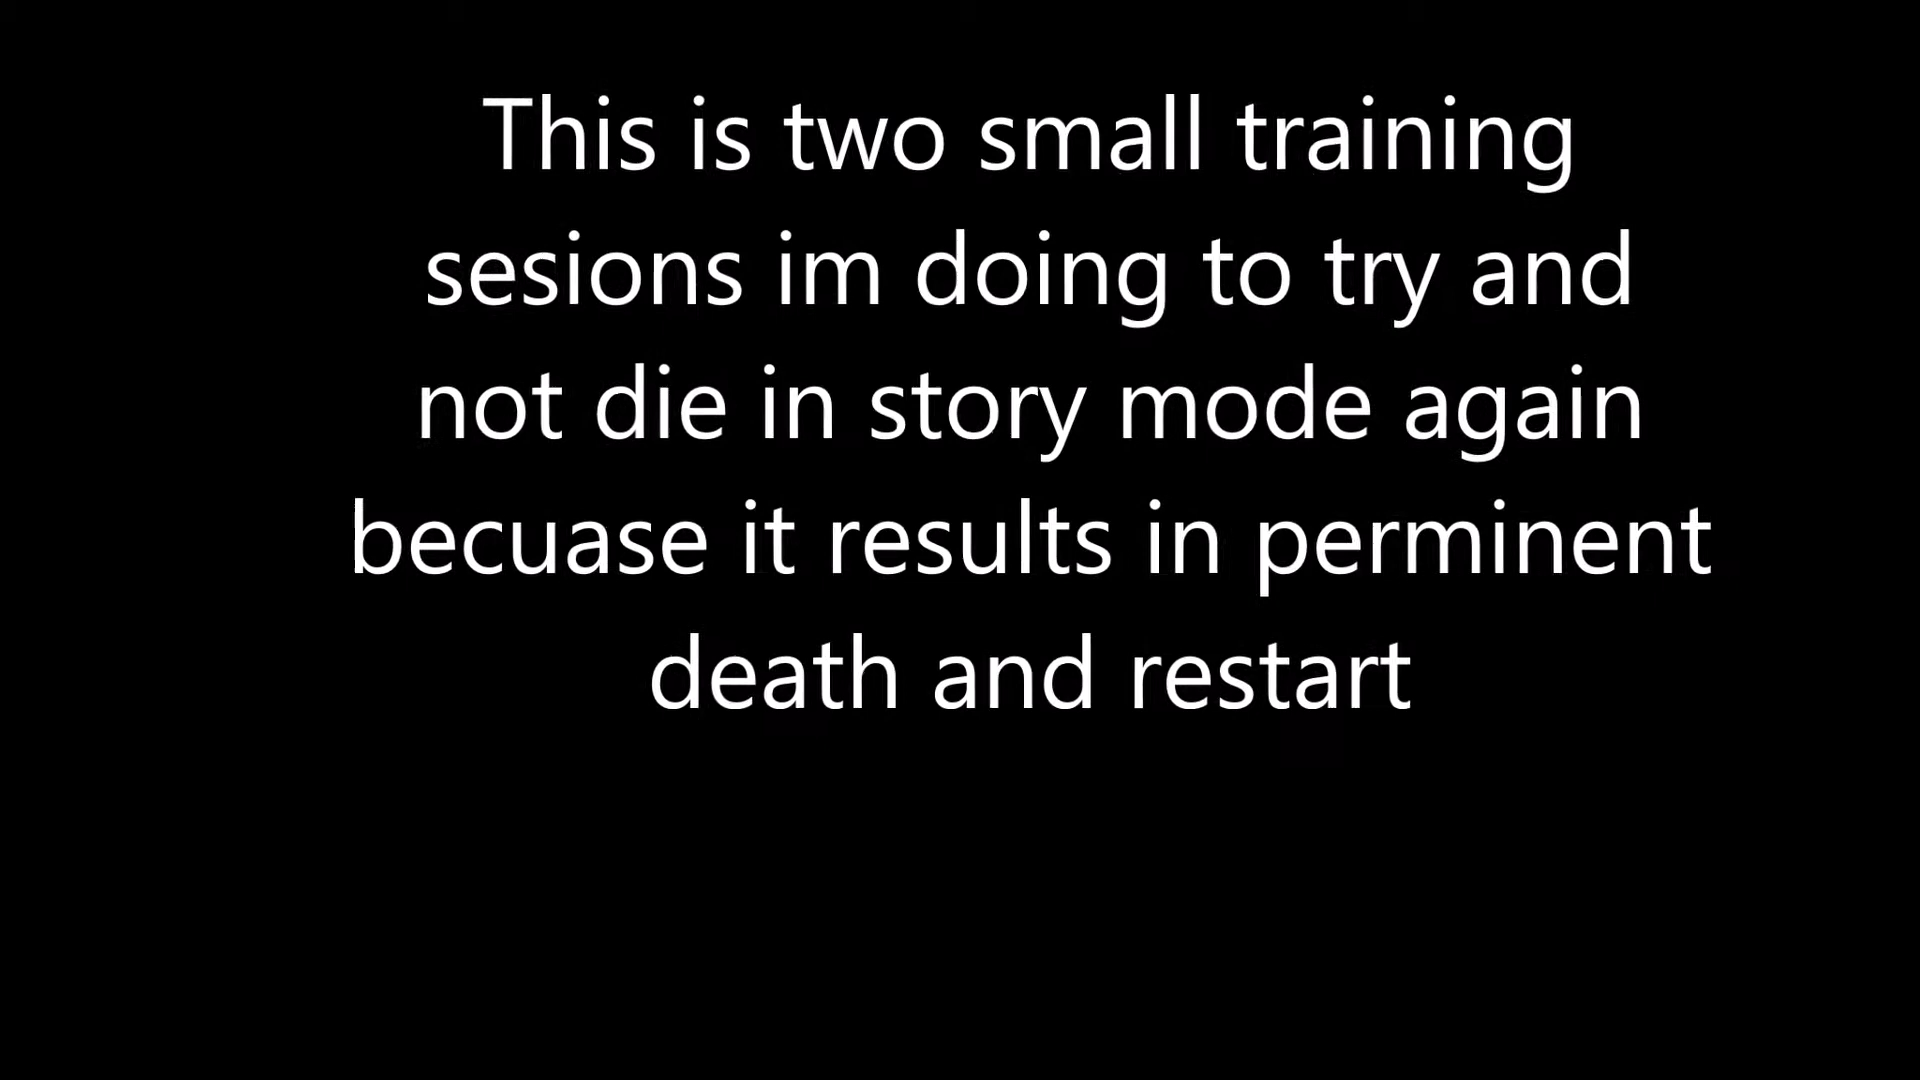 This is two small training
sesions im doing to try and
not die in story mode again
becuase it results in perminent
death and restart